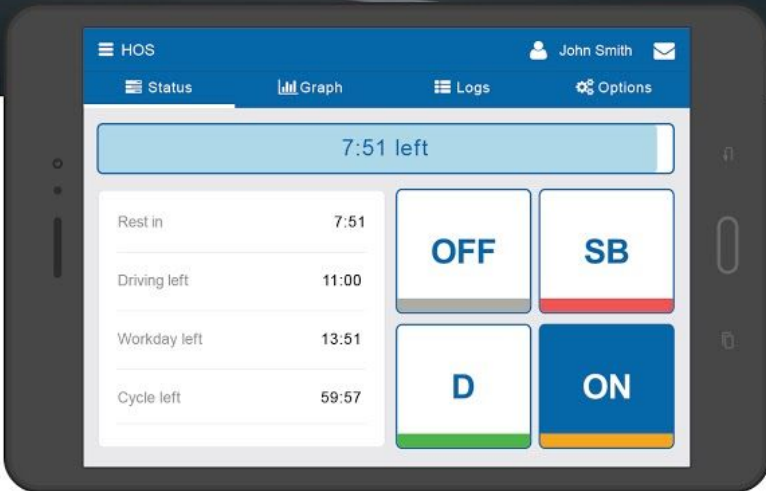 HOS
John Smith
Status
Graph
Logs
Options
7:51 left
Rest in 7:51
Driving left 11:00
Workday left 13:51
Cycle left 59:57
OFF
SB
D
ON